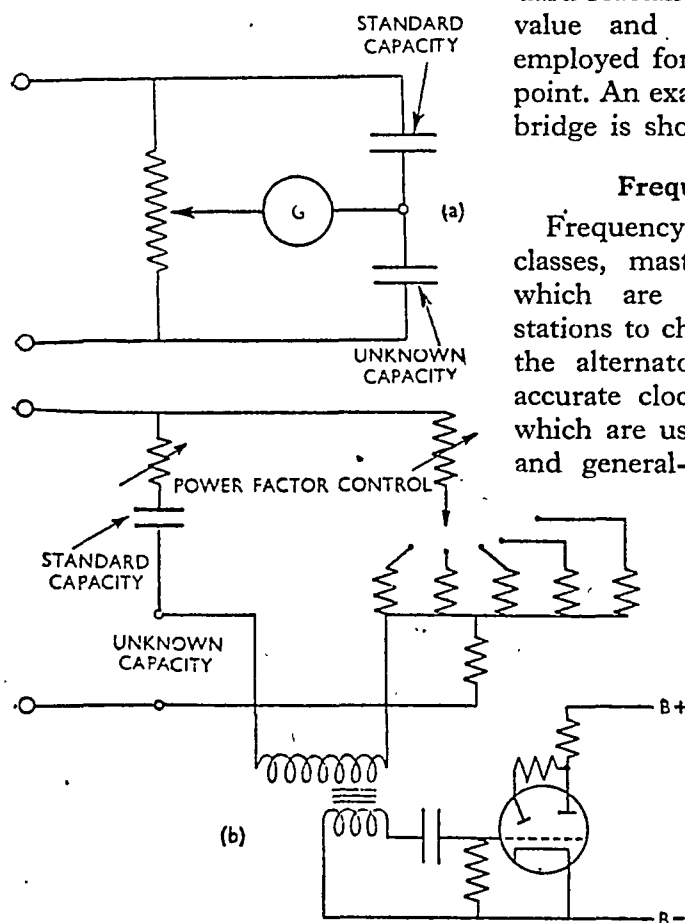 value and
employed for
point. An exa
bridge is sho
STANDARD
CAPACITY
G
(a)
UNKNOWN
CAPACITY
Frequ
Frequency
classes, mast
which are
stations to ch
the alternato
accurate cloc
which are us
and general-
POWER FACTOR CONTROL
STANDARD
CAPACITY
UNKNOWN
CAPACITY
B+
(b)
B-